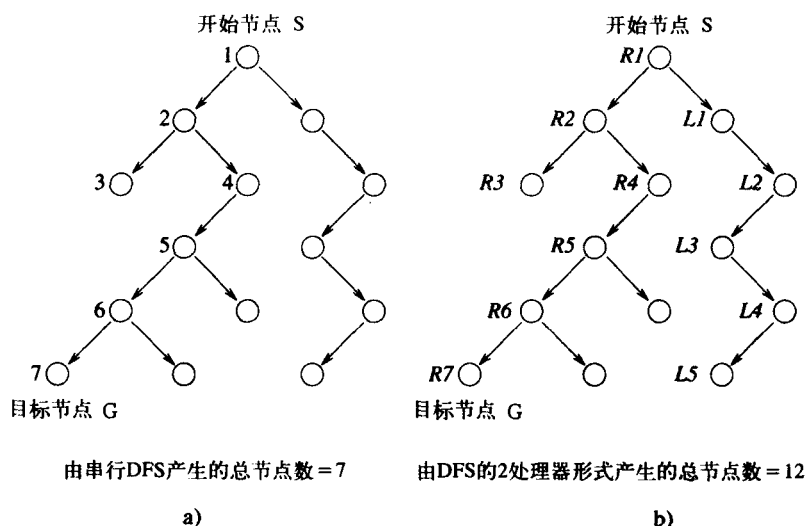 开始节点 S
1
2
3
4
5
6
7
目标节点 G
由串行DFS产生的总节点数=7
a)
开始节点 S
R1
R2
L1
R3
R4
L2
R5
L3
R6
L4
R7
L5
目标节点 G
由DFS的2处理器形式产生的总节点数=12
b)